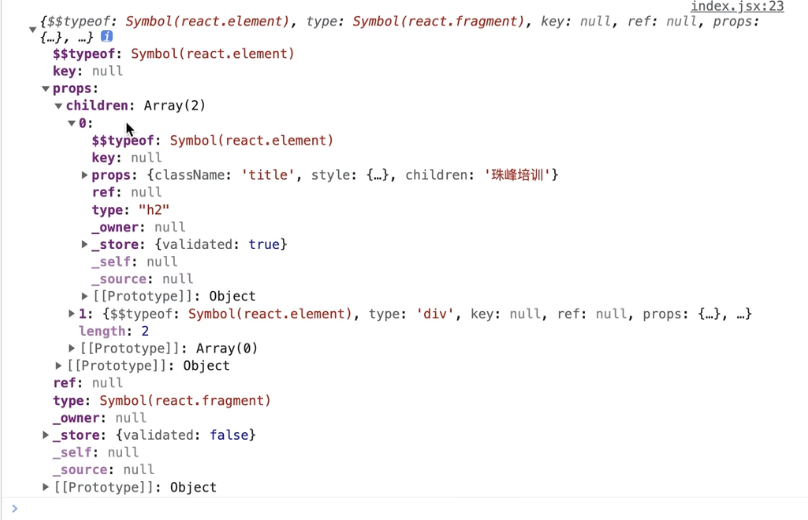 index.jsx:23
{$$typeof: Symbol(react.element), type: Symbol(react.fragment), key: null, ref: null, props:
{…}, …} i
$$typeof: Symbol(react.element)
key: null
props:
children: Array(2)
0:
$$typeof: Symbol(react.element)
key: null
props: {className: 'title', style: {…}, children: '珠峰培训'}
ref: null
type: "h2"
_owner: null
_store: {validated: true}
_self: null
_source: null
[[Prototype]]: Object
1: {$$typeof: Symbol(react.element), type: 'div', key: null, ref: null, props: {…}, …}
length: 2
[[Prototype]]: Array(0)
[[Prototype]]: Object
ref: null
type: Symbol(react.fragment)
_owner: null
_store: {validated: false}
_self: null
_source: null
[[Prototype]]: Object